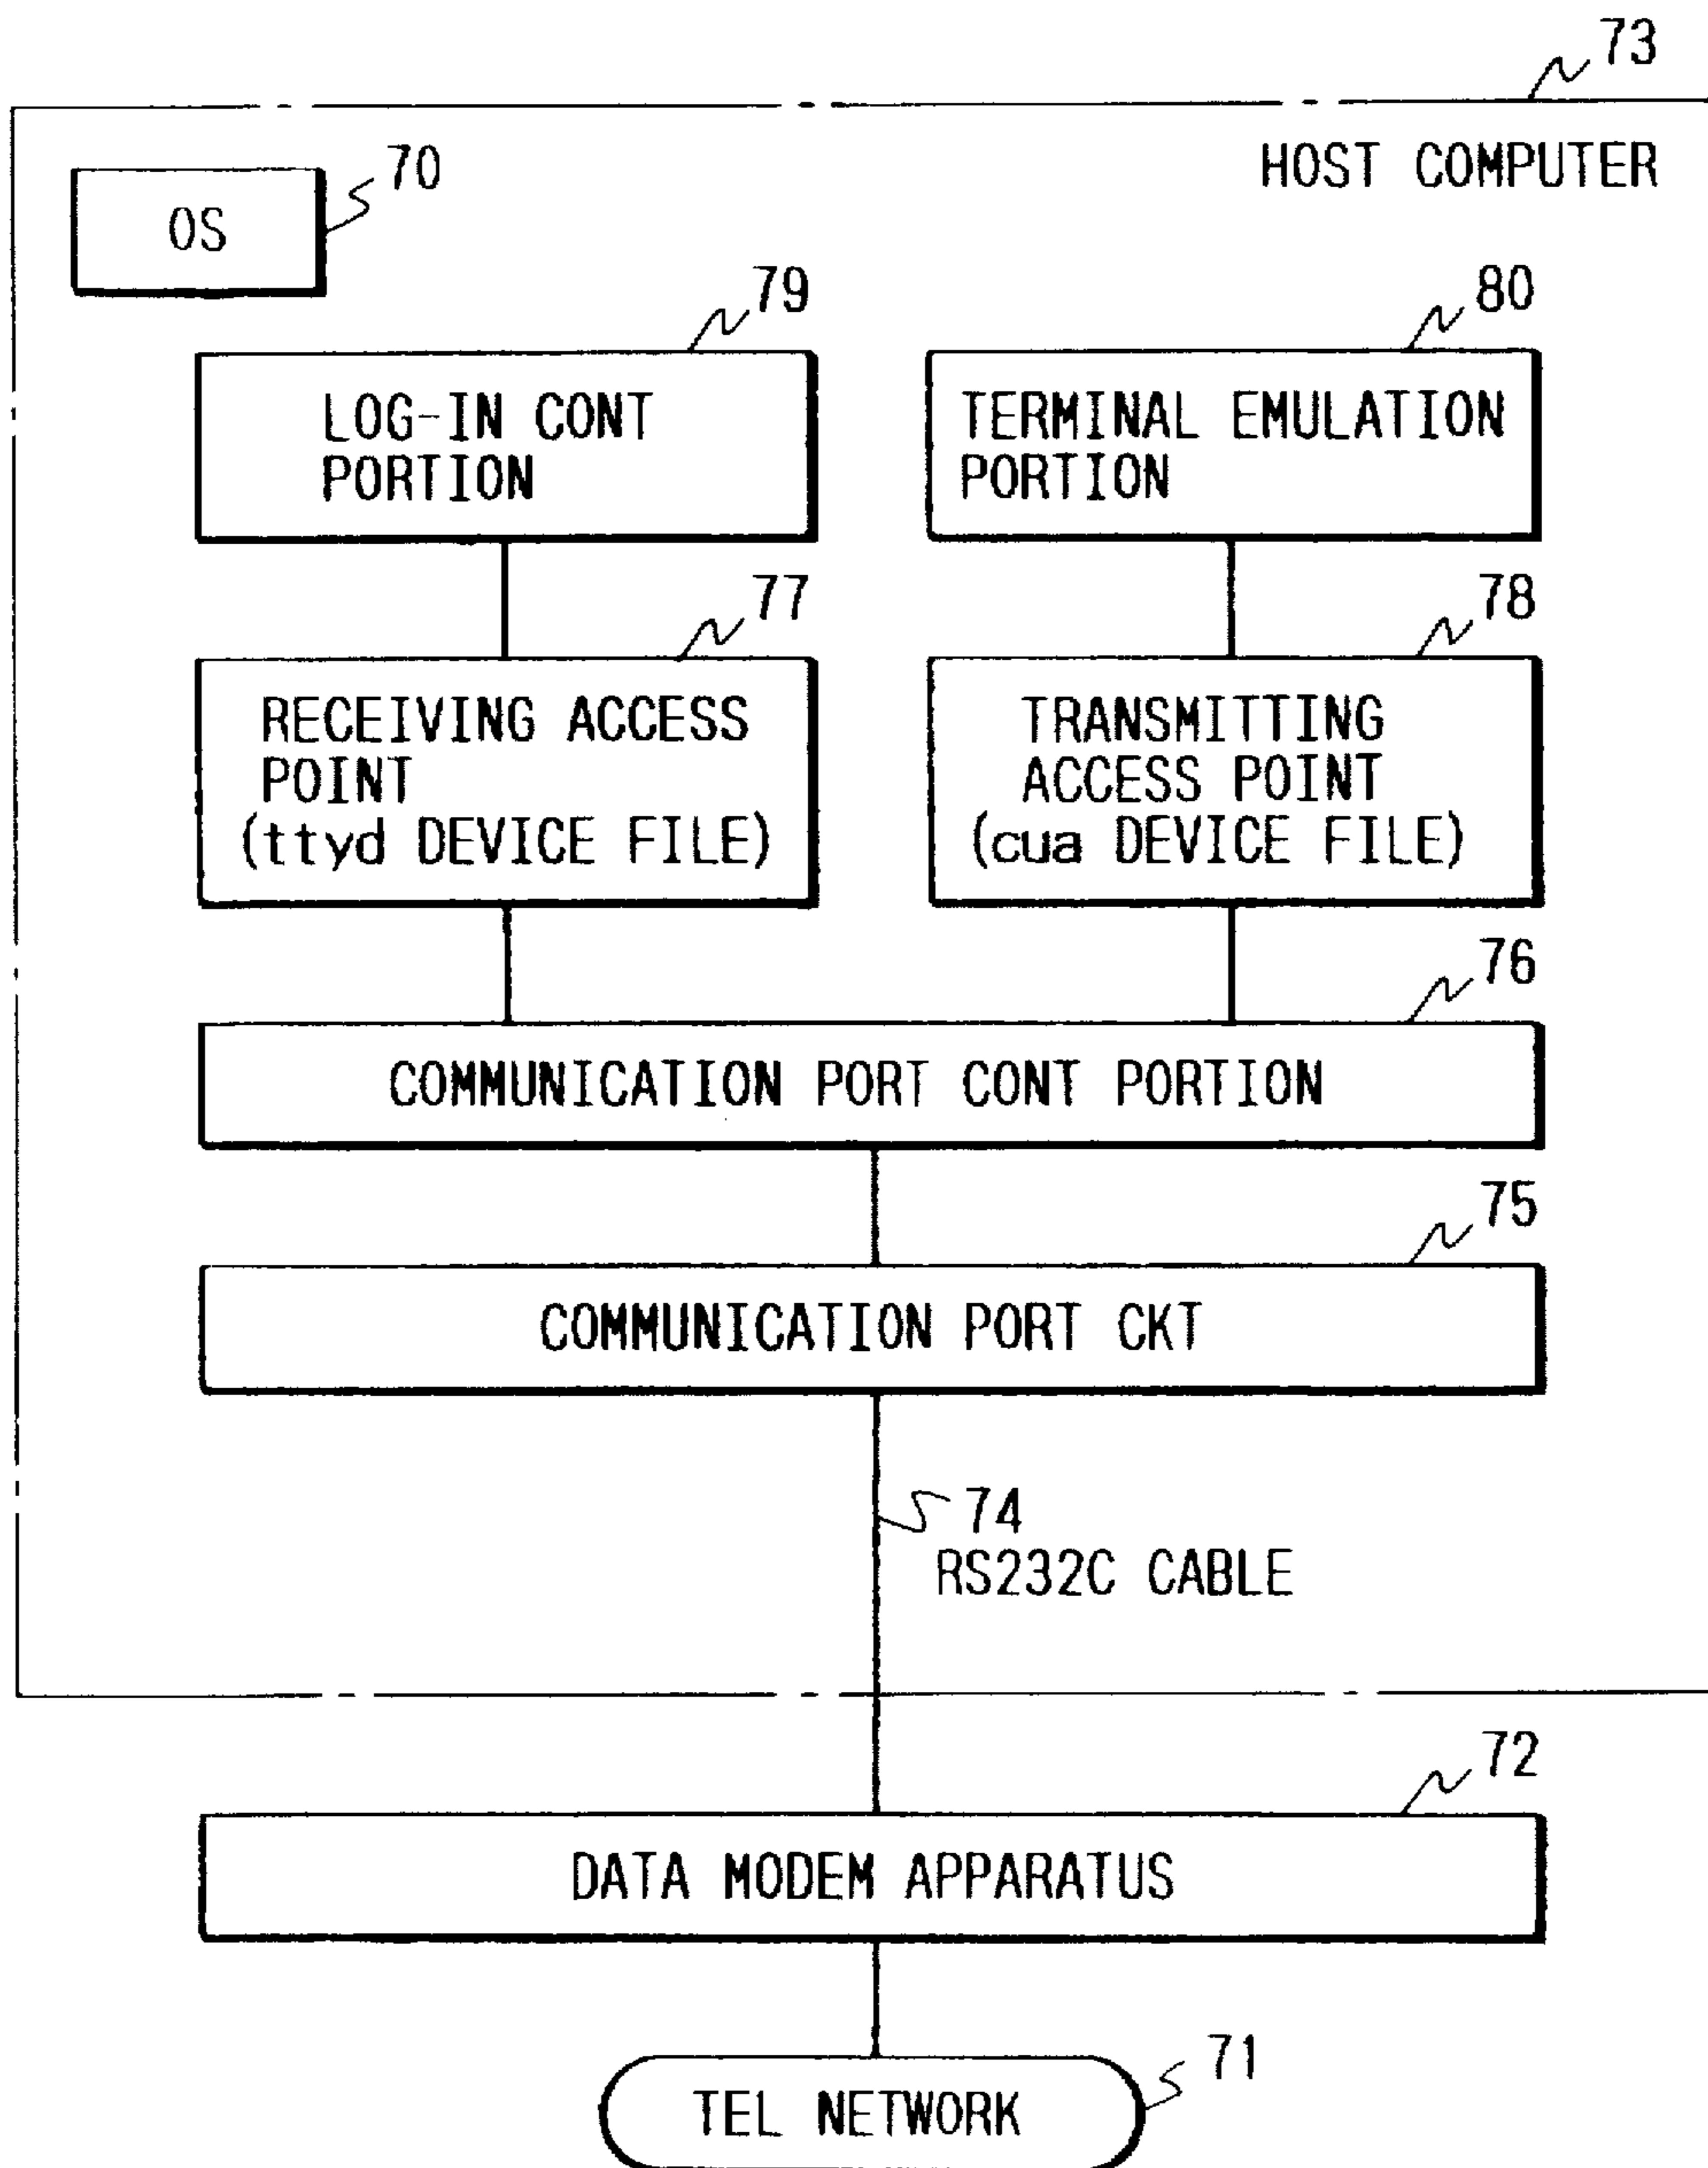 73
HOST COMPUTER
70
OS
79
LOG-IN CONT
PORTION
80
TERMINAL EMULATION
PORTION
77
RECEIVING ACCESS
POINT
(ttyd DEVICE FILE)
78
TRANSMITTING
ACCESS POINT
(cua DEVICE FILE)
76
COMMUNICATION PORT CONT PORTION
75
COMMUNICATION PORT CKT
74
RS232C CABLE
72
DATA MODEM APPARATUS
71
TEL NETWORK